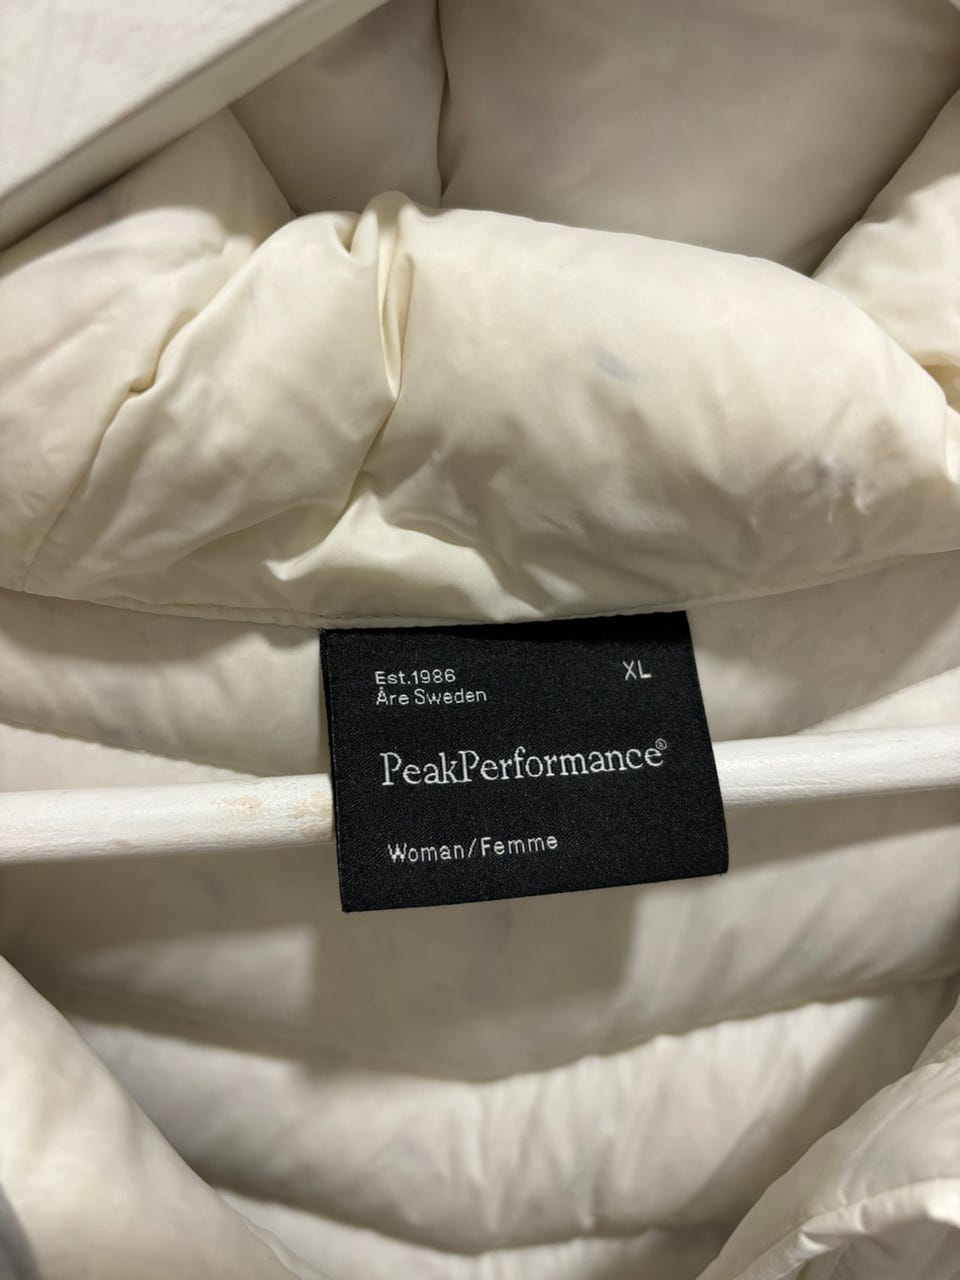 Est.1986
XL
Åre Sweden
PeakPerformance®
Woman/Femme